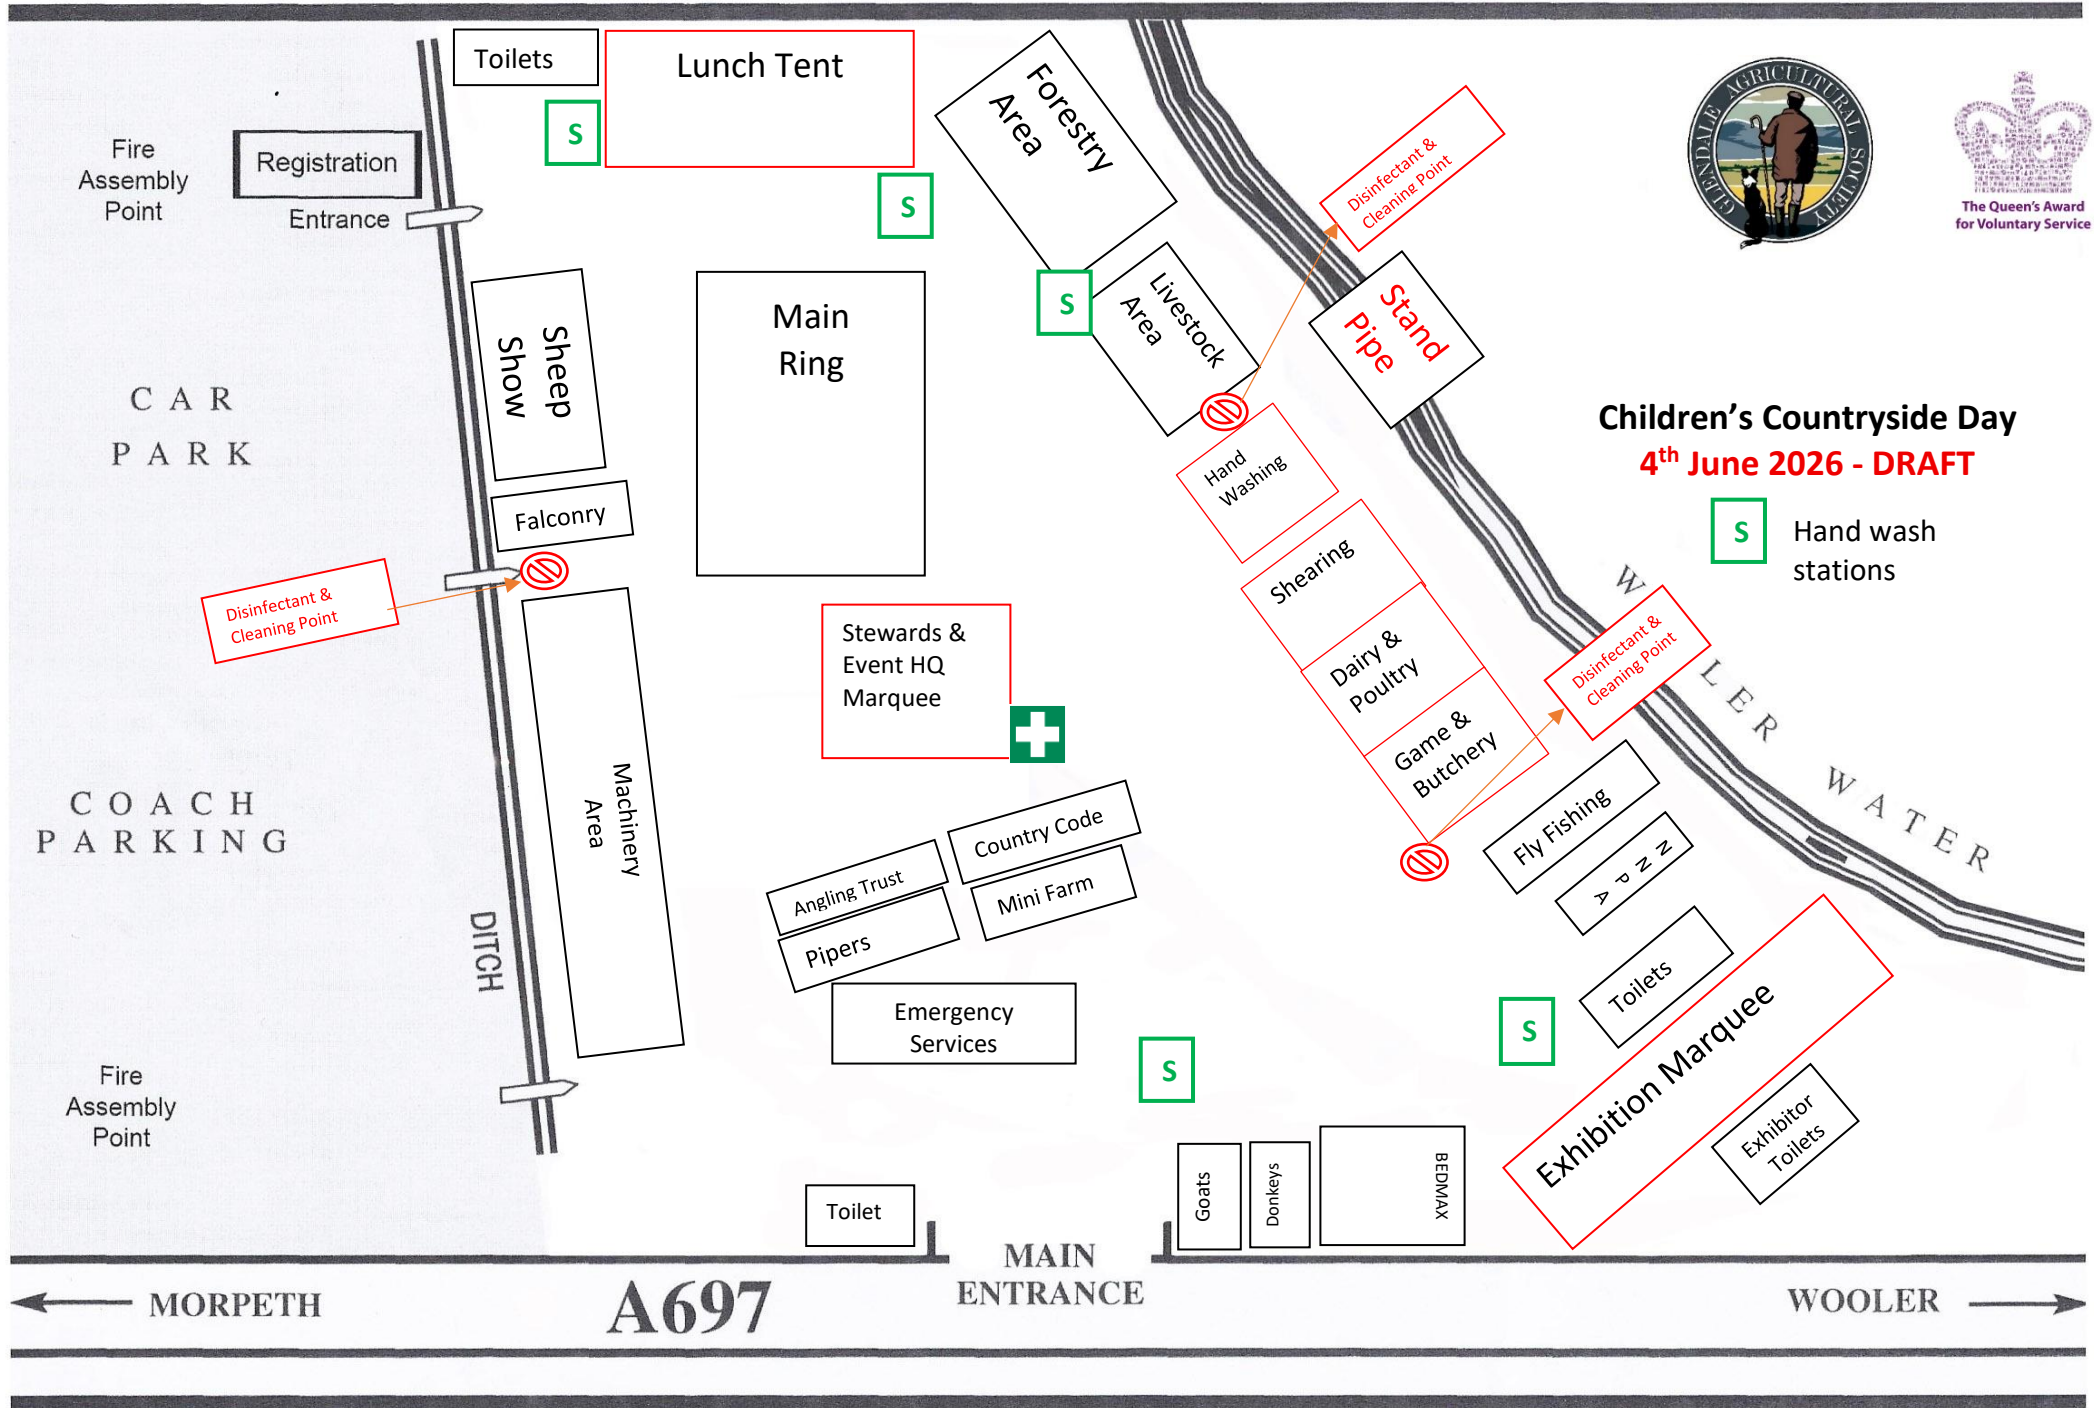 Toilets
Lunch Tent
S
S
Fire
Assembly
Point
Registration
Entrance
Forestry
Area
Disinfectant &
Cleaning Point
GLENDALE AGRICULTURAL SOCIETY
The Queen's Award
for Voluntary Service
Sheep
Show
Main
Ring
S
Livestock
Area
Stand
Pipe
CAR
PARK
Children's Countryside Day
4th June 2026 - DRAFT
S
Hand wash
stations
Hand
Washing
Falconry
Disinfectant &
Cleaning Point
Shearing
Stewards &
Event HQ
Marquee
Dairy &
Poultry
Disinfectant &
Cleaning Point
W LER WATER
Game &
Butchery
Machinery
Area
COACH
PARKING
Country Code
Angling Trust
Mini Farm
Pipers
Fly Fishing
NNPA
DITCH
Toilets
Emergency
Services
S
S
Exhibition Marquee
Exhibitor
Toilets
Fire
Assembly
Point
Goats
Donkeys
BEDMAX
Toilet
MAIN
ENTRANCE
MORPETH
A697
WOOLER